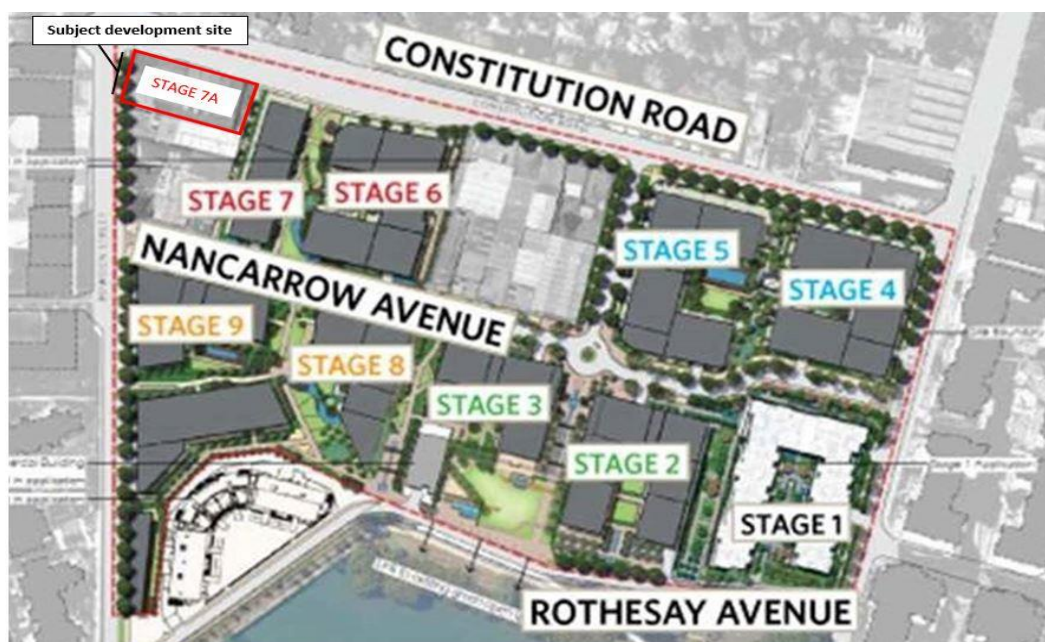 Subject development site
STAGE 7A
CONSTITUTION ROAD
STAGE 7
STAGE 6
STAGE 5
STAGE 4
NANCARROW AVENUE
STAGE 9
STAGE 8
STAGE 3
STAGE 2
STAGE 1
ROTHESAY AVENUE